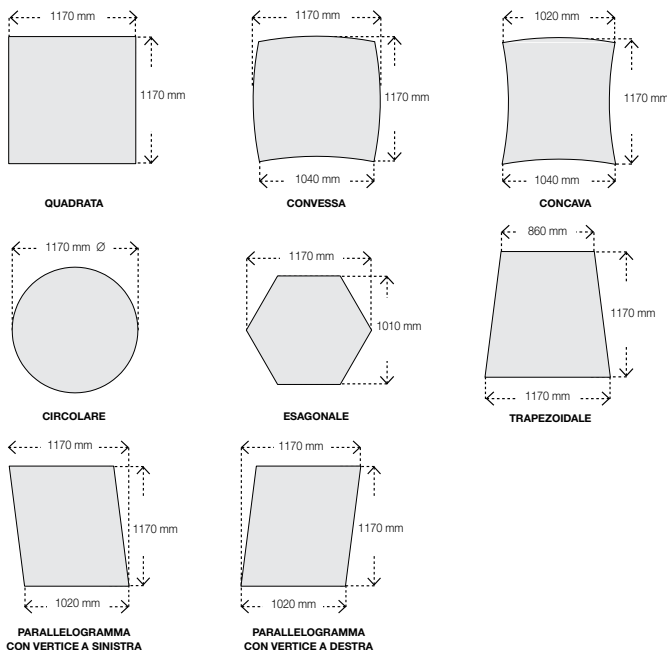 1170 mm
1170 mm
QUADRATA
1170 mm
1170 mm
1040 mm
CONVESSA
1020 mm
1170 mm
1040 mm
CONCAVA
1170 mm Ø
CIRCOLARE
1170 mm
1010 mm
ESAGONALE
860 mm
1170 mm
1170 mm
TRAPEZOIDALE
1170 mm
1170 mm
1020 mm
PARALLELOGRAMMA
CON VERTICE A SINISTRA
1170 mm
1170 mm
1020 mm
PARALLELOGRAMMA
CON VERTICE A DESTRA